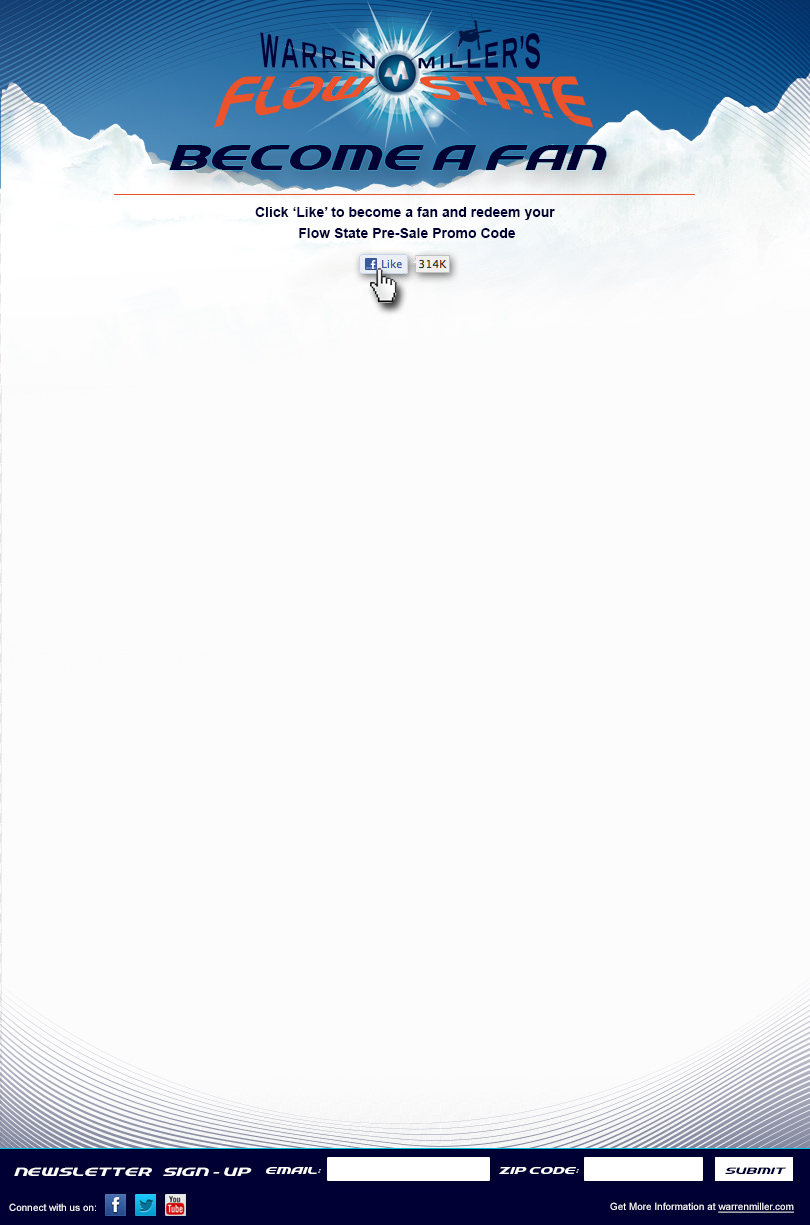 WARREN MILLER'S
FLOW STATE
BECOME A FAN
Click ‘Like’ to become a fan and redeem your
Flow State Pre-Sale Promo Code
f Like 314K
NEWSLETTER SIGN-UP EMAIL: ZIP CODE: SUBMIT
Connect with us on: f You Tube
Get More Information at warrenmiller.com